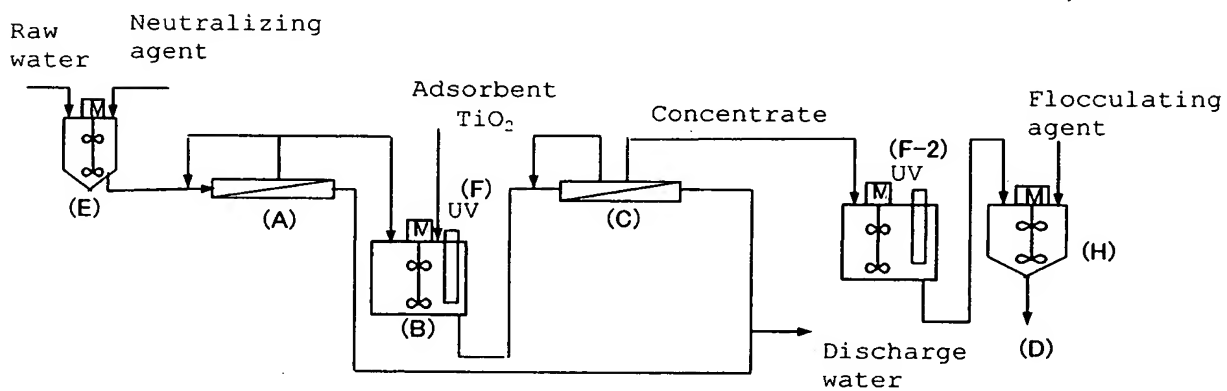 Raw
water
Neutralizing
agent
M
(E)
(A)
Adsorbent
TiO₂
(F)
UV
M
(B)
Concentrate
(C)
(F-2)
UV
M
Flocculating
agent
M
(H)
(D)
Discharge
water